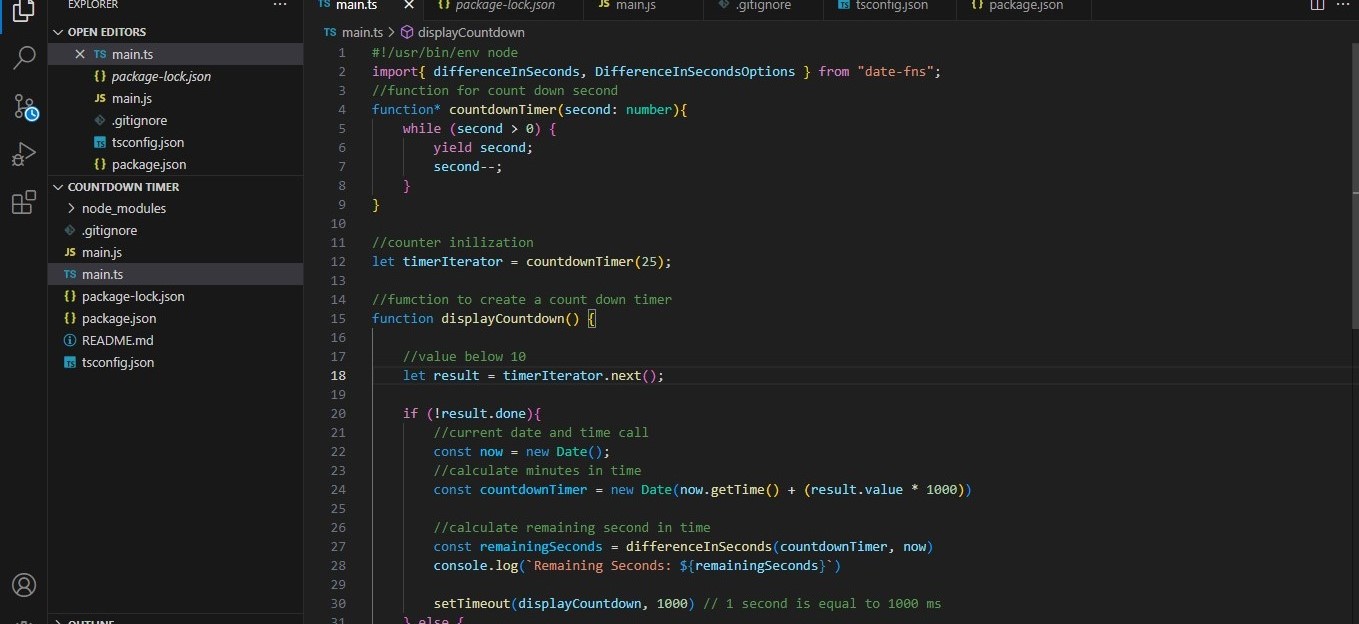 EXPLORER
OPEN EDITORS
TS main.ts
{} package-lock.json
JS main.js
.gitignore
TS tsconfig.json
{} package.json
COUNTDOWN TIMER
node_modules
.gitignore
JS main.js
TS main.ts
{} package-lock.json
{} package.json
README.md
TS tsconfig.json
OUTLINE
TS main.ts {} package-lock.json JS main.js .gitignore TS tsconfig.json {} package.json
TS main.ts > displayCountdown
1 #!/usr/bin/env node
2 import{ differenceInSeconds, DifferenceInSecondsOptions } from "date-fns";
3 //function for count down second
4 function* countdownTimer(second: number){
5 while (second > 0) {
6 yield second;
7 second--;
8 }
9 }
10
11 //counter inilization
12 let timerIterator = countdownTimer(25);
13
14 //fumction to create a count down timer
15 function displayCountdown() {
16
17 //value below 10
18 let result = timerIterator.next();
19
20 if (!result.done){
21 //current date and time call
22 const now = new Date();
23 //calculate minutes in time
24 const countdownTimer = new Date(now.getTime() + (result.value * 1000))
25
26 //calculate remaining second in time
27 const remainingSeconds = differenceInSeconds(countdownTimer, now)
28 console.log(`Remaining Seconds: ${remainingSeconds}`)
29
30 setTimeout(displayCountdown, 1000) // 1 second is equal to 1000 ms
31 } else {